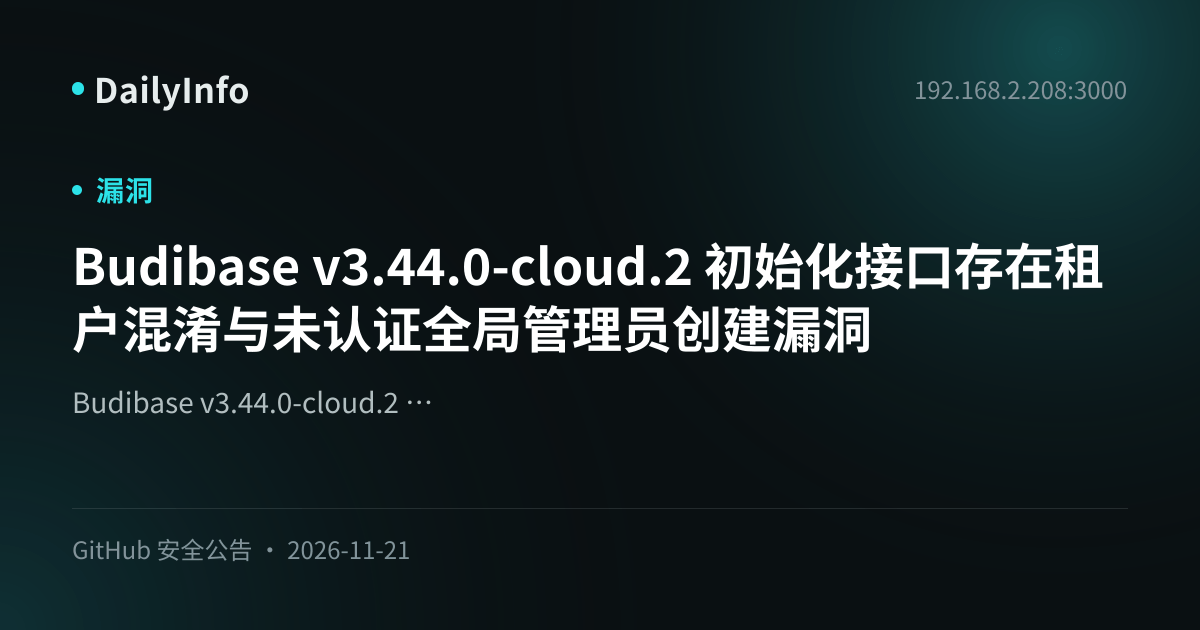 DailyInfo
192.168.2.208:3000
漏洞
Budibase v3.44.0-cloud.2 初始化接口存在租
户混淆与未认证全局管理员创建漏洞
Budibase v3.44.0-cloud.2 ···
GitHub 安全公告 · 2026-11-21